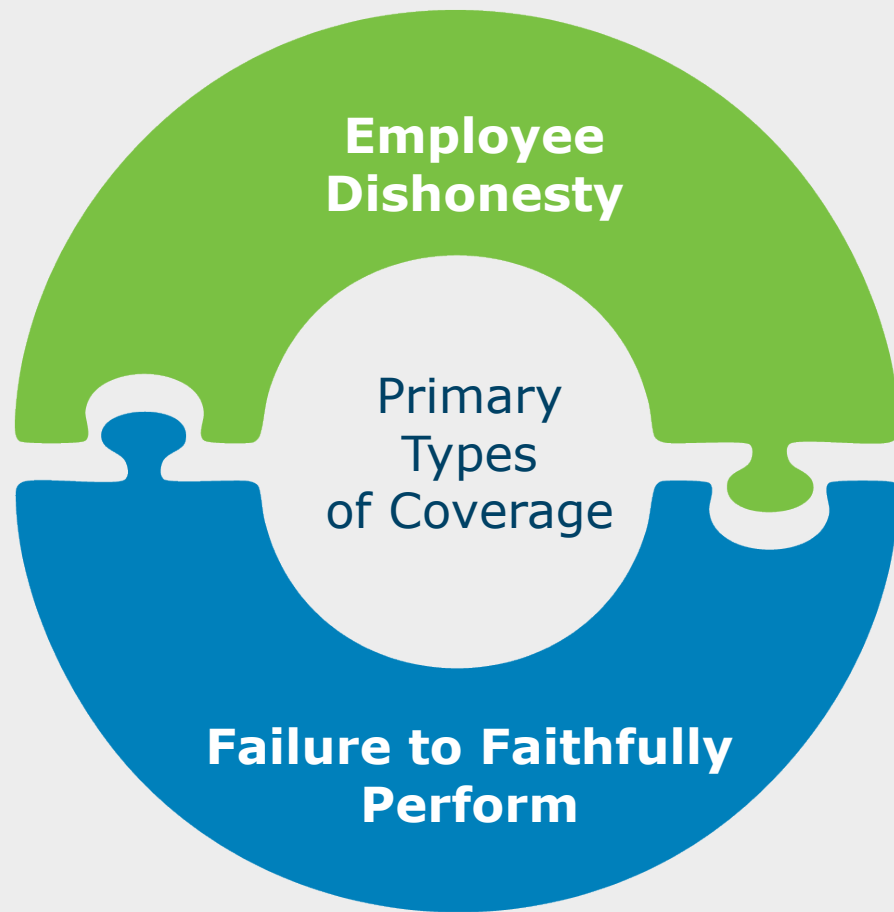 Employee
Dishonesty
Primary
Types
of Coverage
Failure to Faithfully
Perform